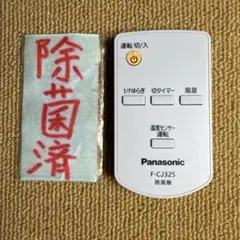 除菌済
運転 切/入
1/fゆらぎ 切タイマー 風量
温度センサー
運転
Panasonic
F-CJ325
扇風機